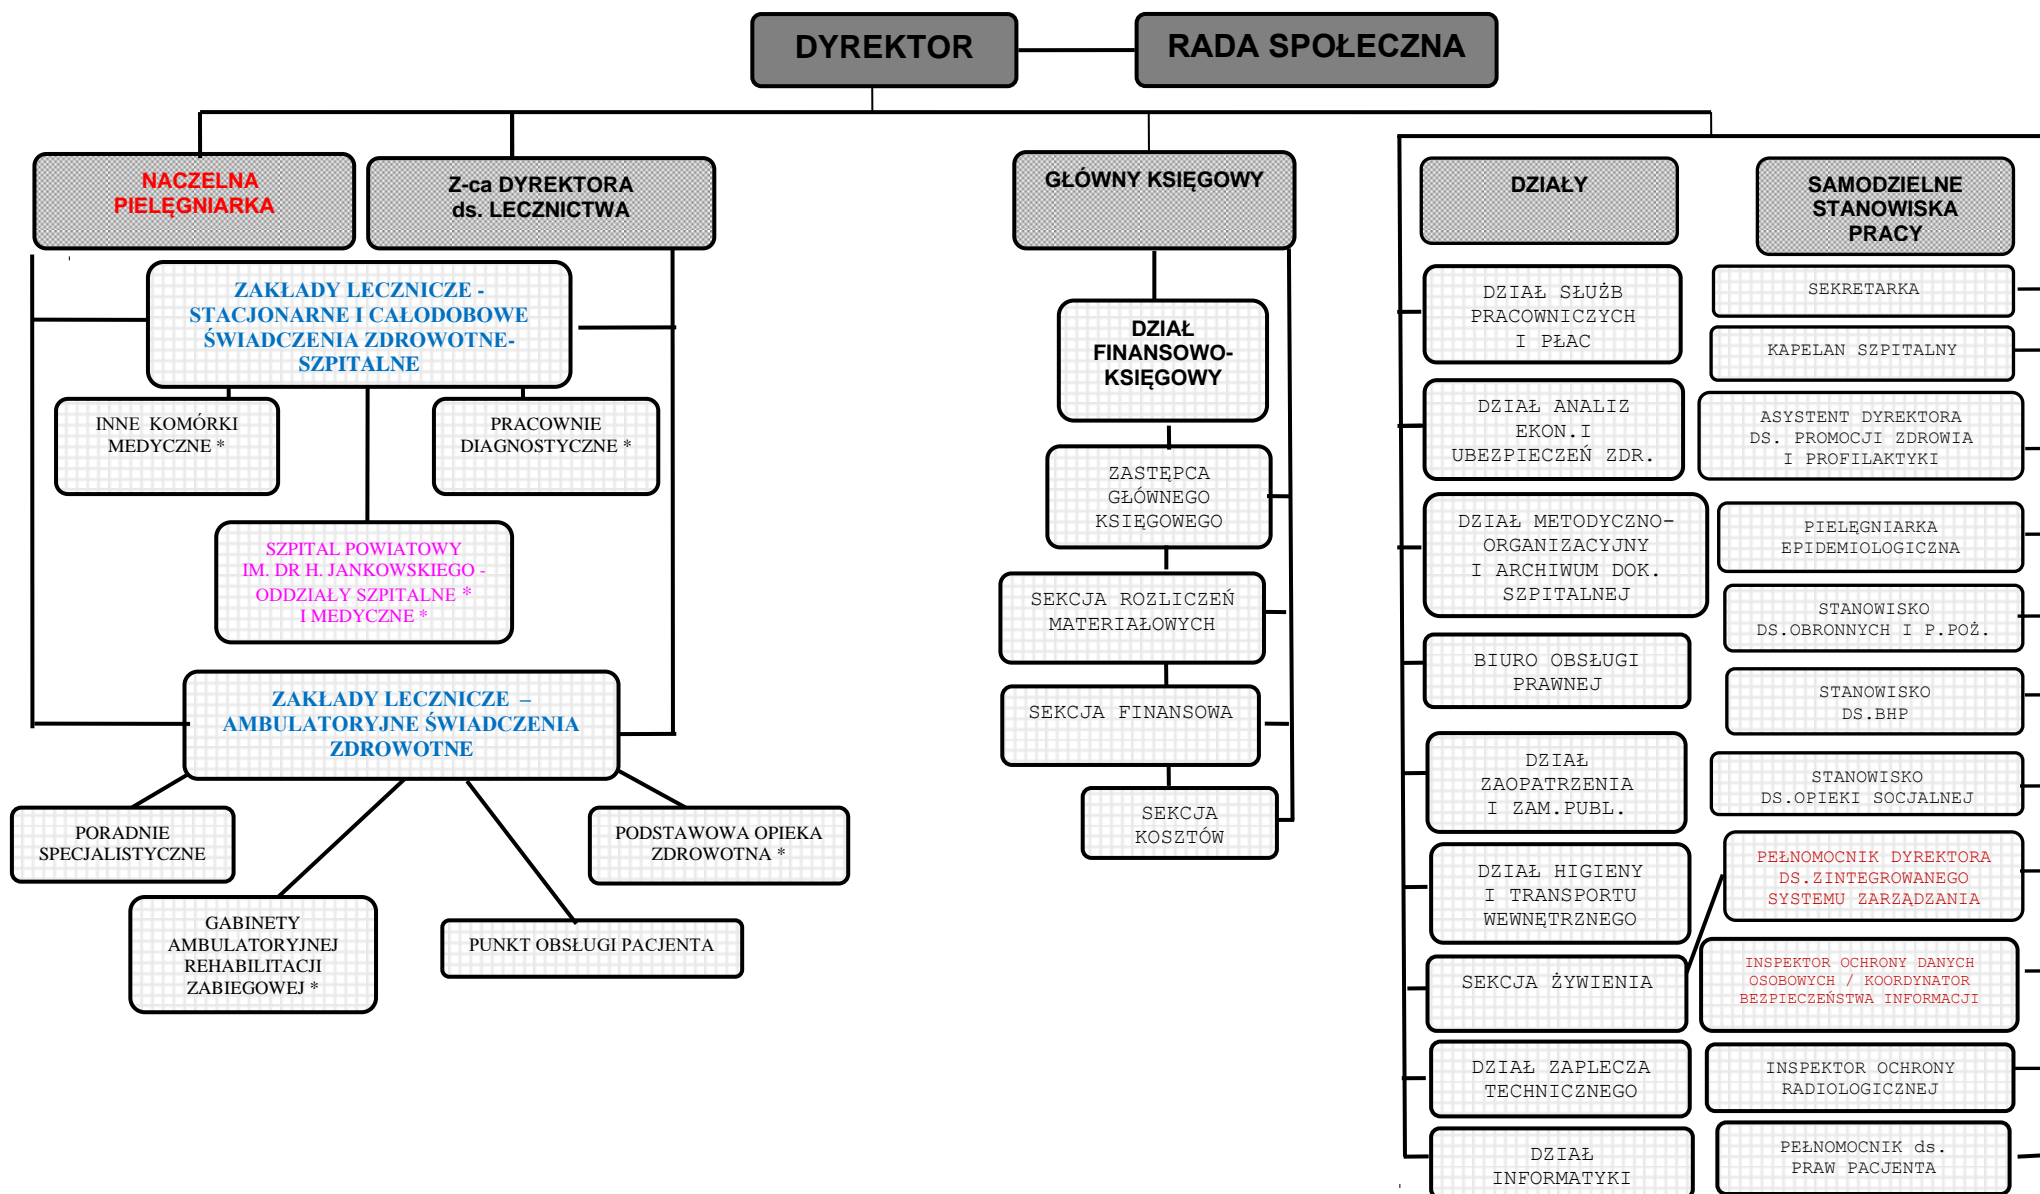 DYREKTOR
RADA SPOŁECZNA
NACZELNA
PIELĘGNIARKA
Z-ca DYREKTORA
ds. LECZNICTWA
ZAKŁADY LECZNICZE -
STACJONARNE I CAŁODOBOWE
ŚWIADCZENIA ZDROWOTNE-
SZPITALNE
INNE KOMÓRKI
MEDYCZNE *
PRACOWNIE
DIAGNOSTYCZNE *
SZPITAL POWIATOWY
IM. DR H. JANKOWSKIEGO -
ODDZIAŁY SZPITALNE *
I MEDYCZNE *
ZAKŁADY LECZNICZE –
AMBULATORYJNE ŚWIADCZENIA
ZDROWOTNE
PORADNIE
SPECJALISTYCZNE
GABINETY
AMBULATORYJNEJ
REHABILITACJI
ZABIEGOWEJ *
PUNKT OBSŁUGI PACJENTA
PODSTAWOWA OPIEKA
ZDROWOTNA *
GŁÓWNY KSIĘGOWY
DZIAŁ
FINANSOWO-
KSIĘGOWY
ZASTĘPCA
GŁÓWNEGO
KSIĘGOWEGO
SEKCJA ROZLICZEŃ
MATERIAŁOWYCH
SEKCJA FINANSOWA
SEKCJA
KOSZTÓW
DZIAŁY
DZIAŁ SŁUŻB
PRACOWNICZYCH
I PŁAC
DZIAŁ ANALIZ
EKON.I
UBEZPIECZEŃ ZDR.
DZIAŁ METODYCZNO-
ORGANIZACYJNY
I ARCHIWUM DOK.
SZPITALNEJ
BIURO OBSŁUGI
PRAWNEJ
DZIAŁ
ZAOPATRZENIA
I ZAM.PUBL.
DZIAŁ HIGIENY
I TRANSPORTU
WEWNĘTRZNEGO
SEKCJA ŻYWIENIA
DZIAŁ ZAPLECZA
TECHNICZNEGO
DZIAŁ
INFORMATYKI
SAMODZIELNE
STANOWISKA
PRACY
SEKRETARKA
KAPELAN SZPITALNY
ASYSTENT DYREKTORA
DS. PROMOCJI ZDROWIA
I PROFILAKTYKI
PIELĘGNIARKA
EPIDEMIOLOGICZNA
STANOWISKO
DS.OBRONNYCH I P.POŻ.
STANOWISKO
DS.BHP
STANOWISKO
DS.OPIEKI SOCJALNEJ
PEŁNOMOCNIK DYREKTORA
DS.ZINTEGROWANEGO
SYSTEMU ZARZĄDZANIA
INSPEKTOR OCHRONY DANYCH
OSOBOWYCH / KOORDYNATOR
BEZPIECZEŃSTWA INFORMACJI
INSPEKTOR OCHRONY
RADIOLOGICZNEJ
PEŁNOMOCNIK ds.
PRAW PACJENTA